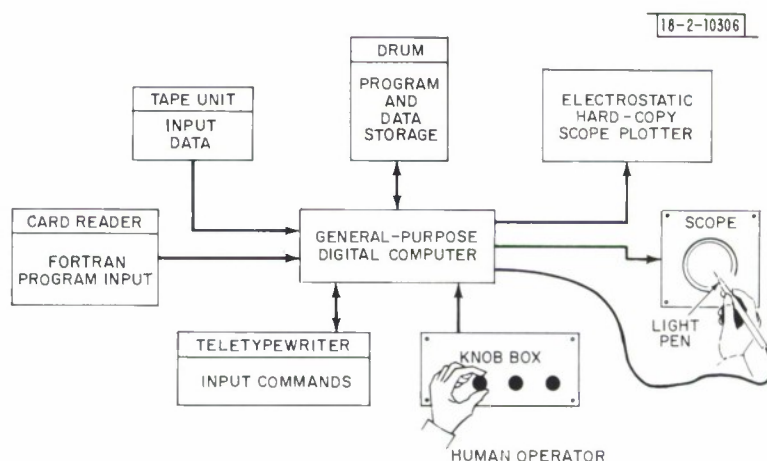 18-2-10306
DRUM
PROGRAM
AND
DATA
STORAGE
TAPE UNIT
INPUT
DATA
ELECTROSTATIC
HARD-COPY
SCOPE PLOTTER
CARD READER
FORTRAN
PROGRAM INPUT
GENERAL-PURPOSE
DIGITAL COMPUTER
SCOPE
LIGHT
PEN
TELETYPEWRITER
INPUT COMMANDS
KNOB BOX
HUMAN OPERATOR